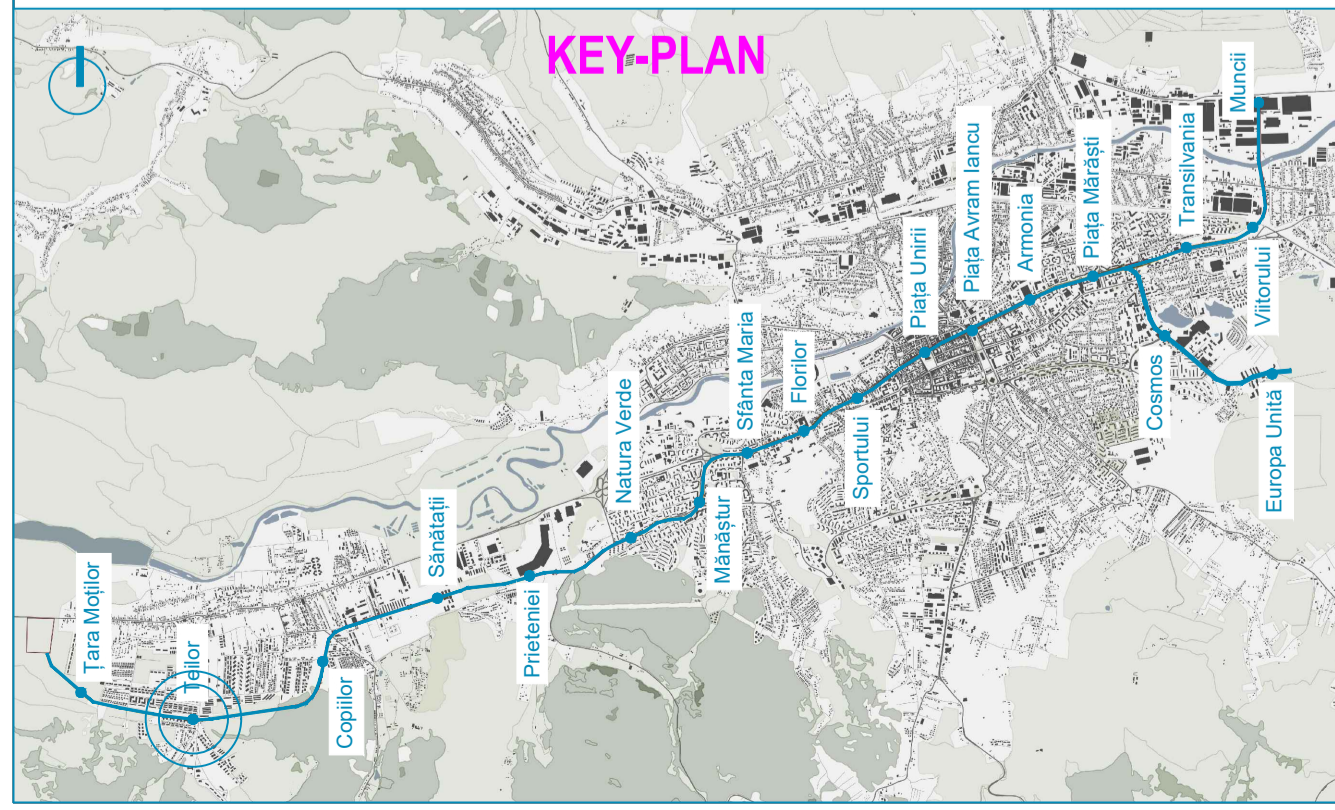 KEY-PLAN
Țara Moților
Teilor
Copiilor
Sănătații
Prieteniei
Natura Verde
Mănăștur
Sfânta Maria
Florilor
Sportului
Piața Unirii
Piața Avram Iancu
Armonia
Piața Mărăști
Transilvania
Viitorului
Muncii
Cosmos
Europa Unită